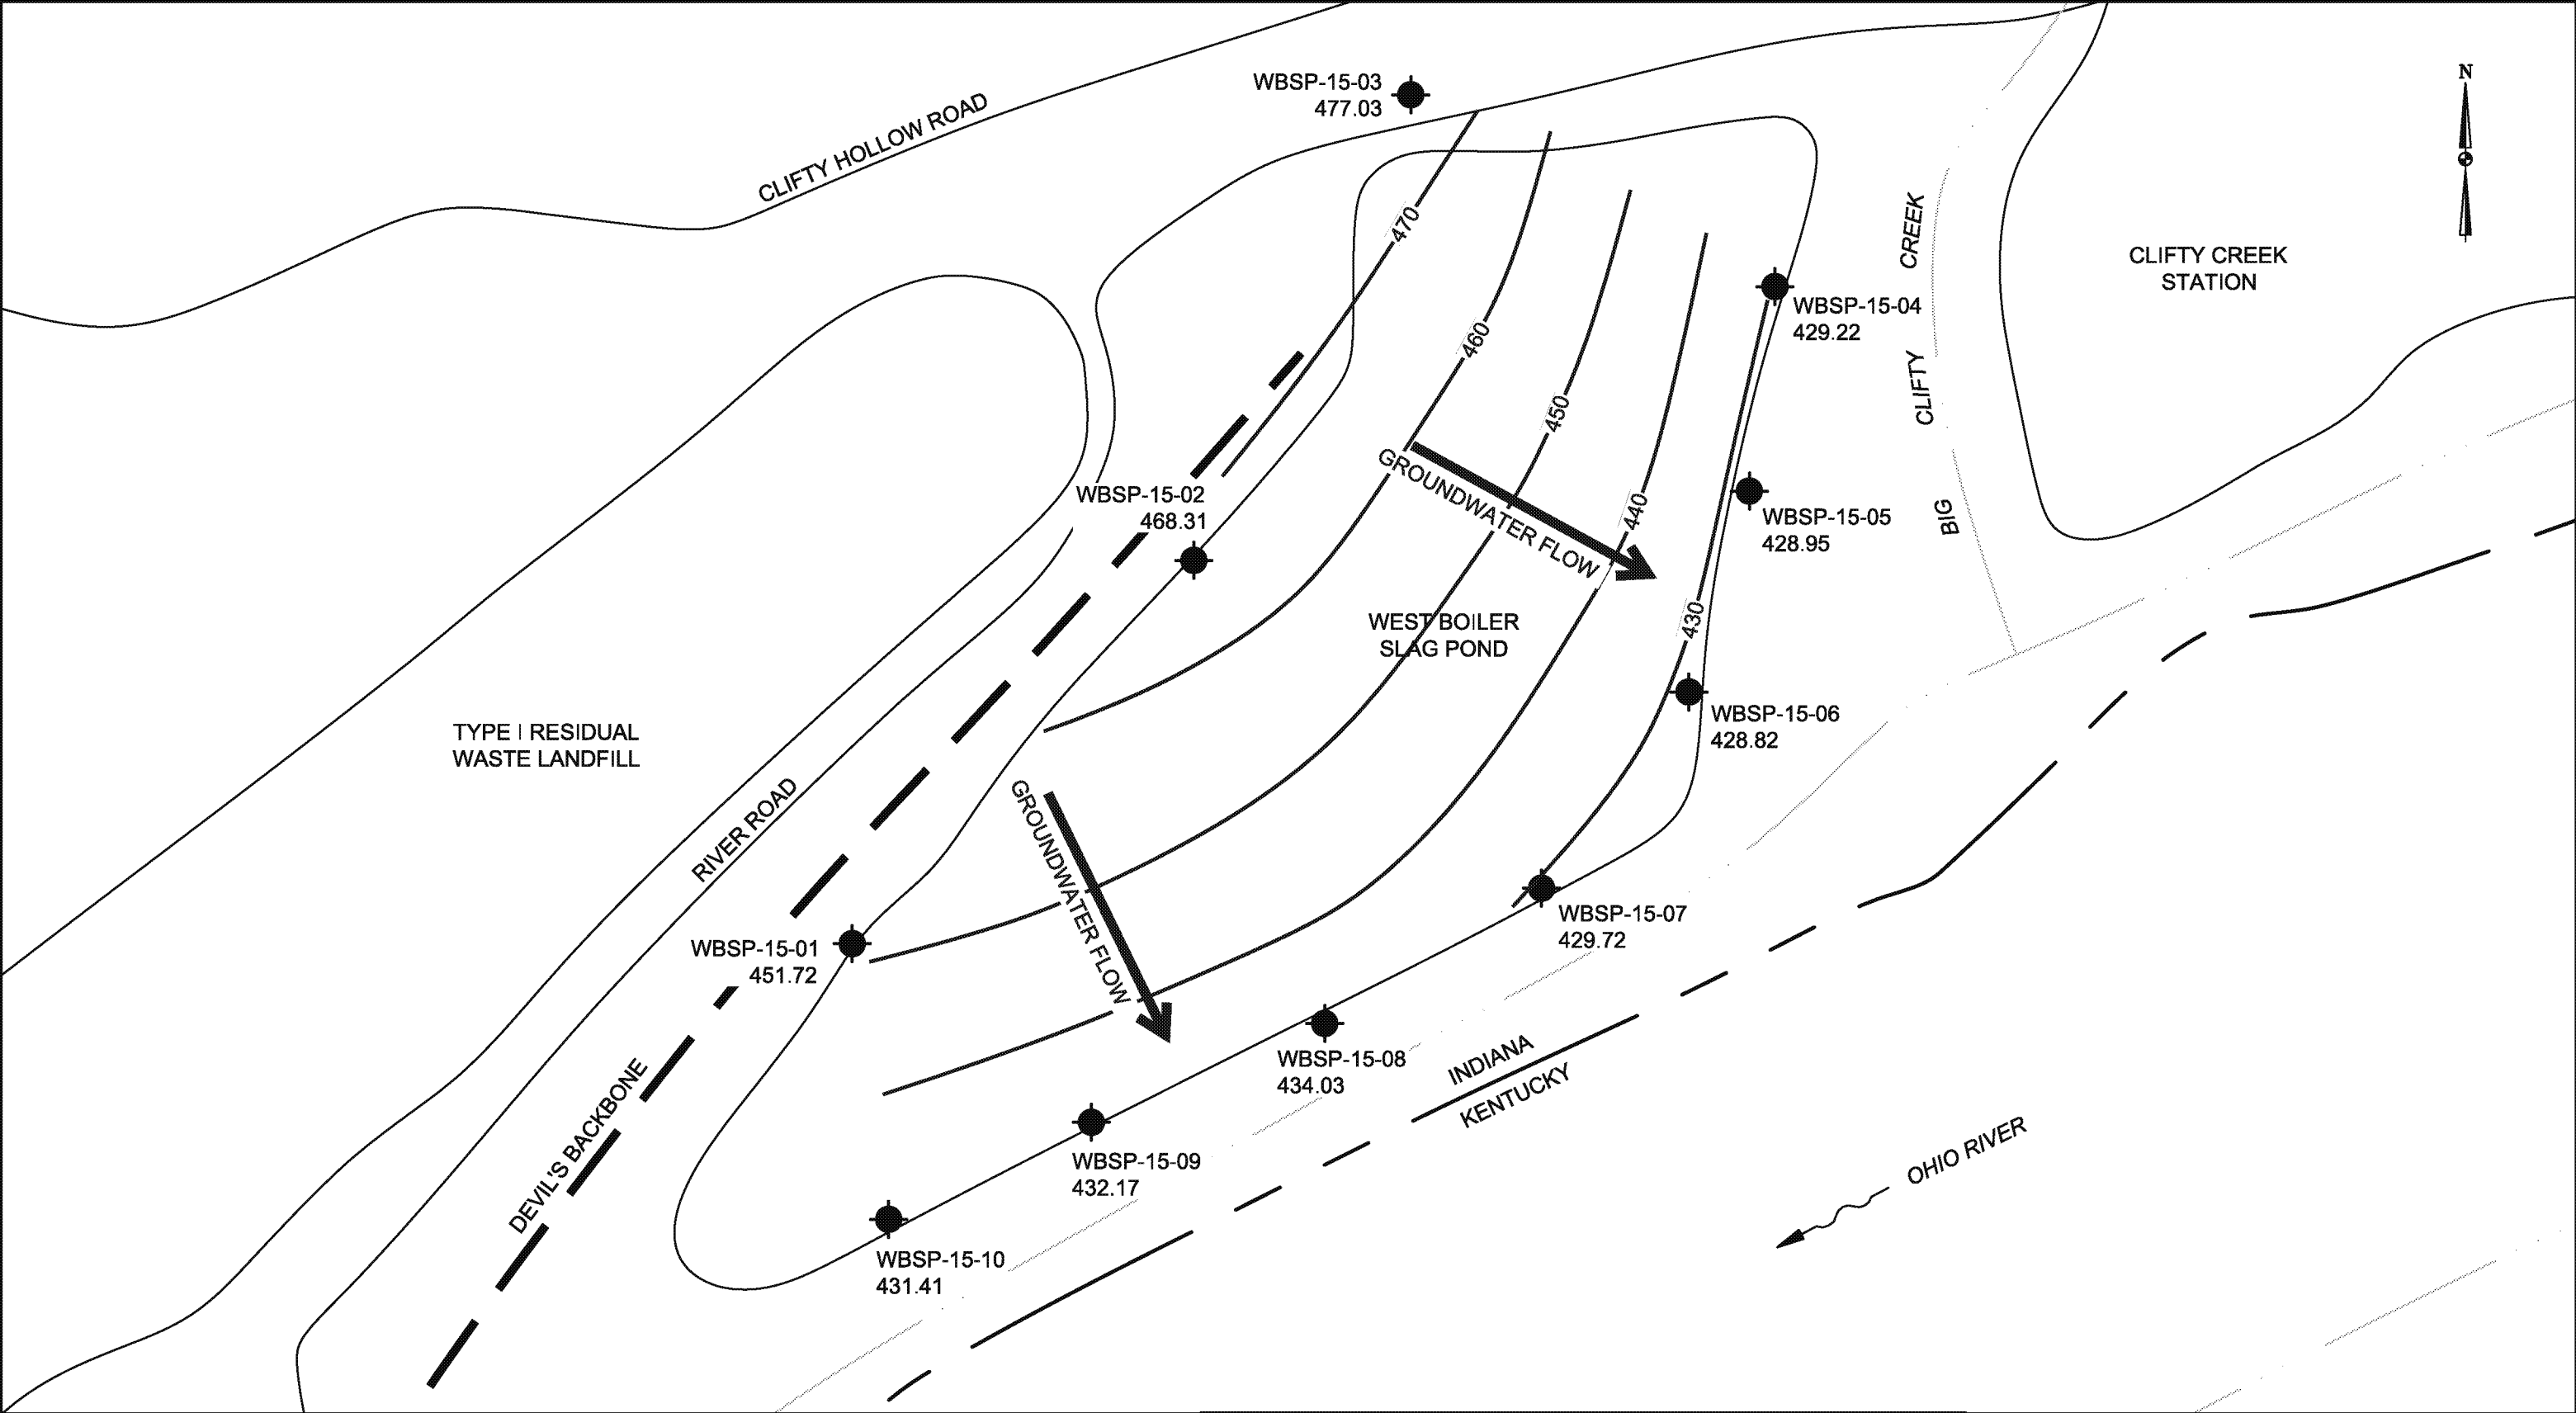 WBSP-15-03
477.03
N
CLIFTY HOLLOW ROAD
470
CLIFTY CREEK
STATION
BIG CLIFTY CREEK
WBSP-15-04
429.22
460
450
GROUNDWATER FLOW
440
WBSP-15-02
468.31
WBSP-15-05
428.95
430
WEST BOILER
SLAG POND
WBSP-15-06
428.82
TYPE I RESIDUAL
WASTE LANDFILL
RIVER ROAD
GROUNDWATER FLOW
WBSP-15-01
451.72
WBSP-15-07
429.72
WBSP-15-08
434.03
INDIANA
KENTUCKY
DEVIL'S BACKBONE
WBSP-15-09
432.17
OHIO RIVER
WBSP-15-10
431.41